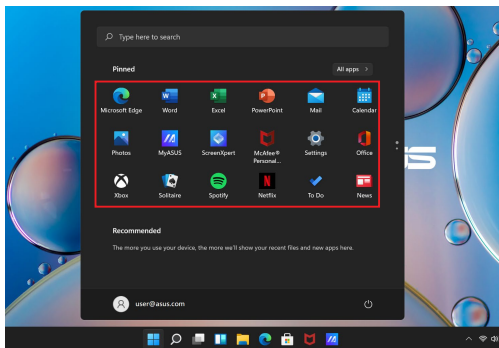 Type here to search
Pinned
All apps >
Microsoft Edge
Word
Excel
PowerPoint
Mail
Calendar
Photos
MyASUS
ScreenXpert
McAfee®
Personal...
Settings
Office
Xbox
Solitaire
Spotify
Netflix
To Do
News
Recommended
The more you use your device, the more we'll show your recent files and new apps here.
user@asus.com